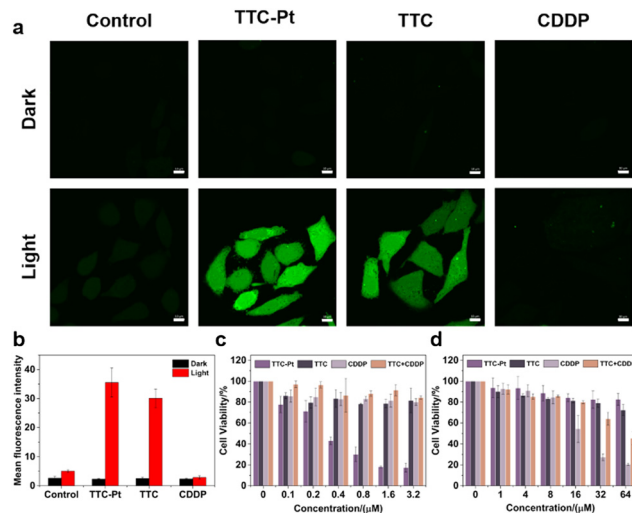 a
Control TTC-Pt TTC CDDP
Dark
Light
b
Mean fluorescence intensity
40
30
20
10
0
Dark
Light
Control TTC-Pt TTC CDDP
c
Cell Viability/%
120
100
80
60
40
20
0
TTC-Pt TTC CDDP TTC+CDDP
0 0.1 0.2 0.4 0.8 1.6 3.2
Concentration/(μM)
d
Cell Viability/%
120
100
80
60
40
20
0
TTC-Pt TTC CDDP TTC+CDDP
0 1 4 8 16 32 64
Concentration/(μM)